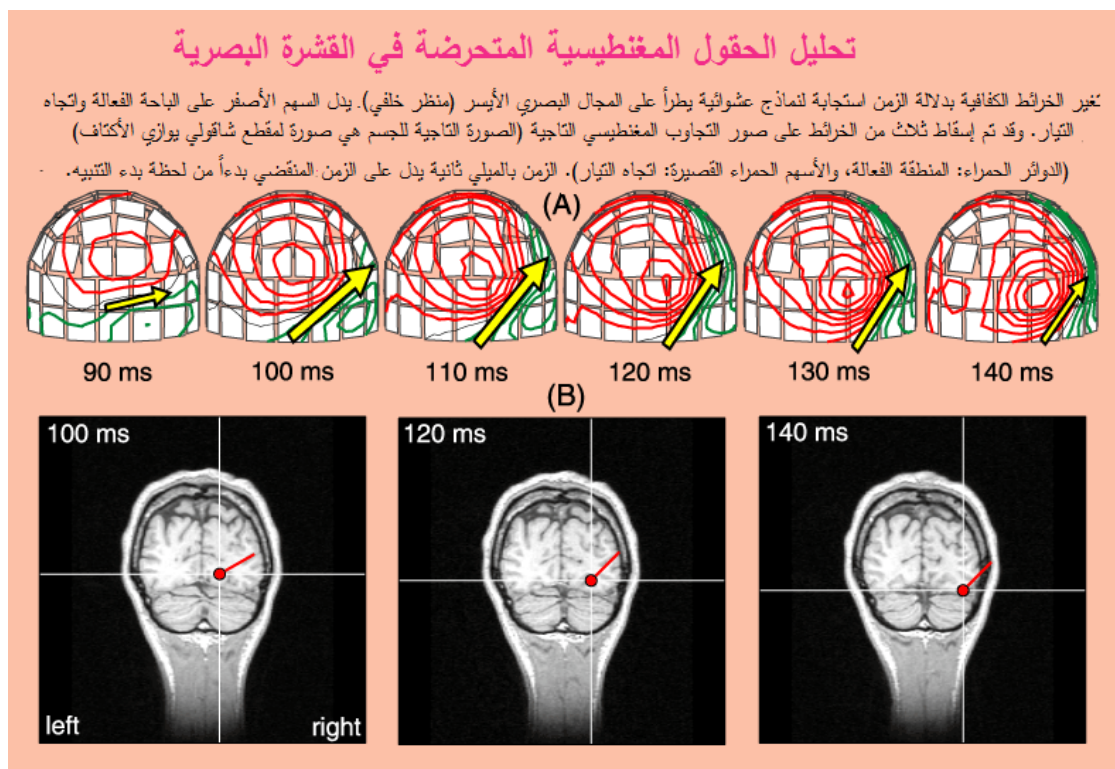 تحليل الحقول المغنطيسية المتحرضة في القشرة البصرية
تغير الخرائط الكفافية بدلالة الزمن استجابة لنماذج عشوائية يطرأ على المجال البصري الأيسر (منظر خلفي). يدل السهم الأصفر على الباحة الفعالة واتجاه
التيار. وقد تم إسقاط ثلاث من الخرائط على صور التجاوب المغنطيسي التاجية (الصورة التاجية للجسم هي صورة لمقطع شاقولي يوازي الأكتاف)
(الدوائر الحمراء: المنطقة الفعالة، والأسهم الحمراء القصيرة: اتجاه التيار). الزمن بالميلي ثانية يدل على الزمن المنقضي بدءاً من لحظة بدء التنبيه.
(A)
90 ms 100 ms 110 ms 120 ms 130 ms 140 ms
(B)
100 ms 120 ms 140 ms
left right